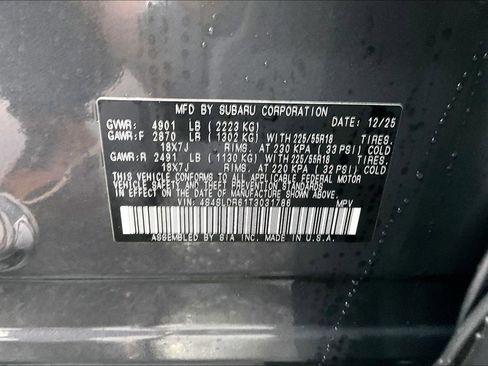 MFD BY SUBARU CORPORATION DATE: 12/25
GVWR: 4901 LB (2223 KG)
GAWR:F 2870 LB (1302 KG) WITH 225/55R18 TIRES.
18X7J RIMS. AT 230 KPA (33 PSI) COLD
GAWR:R 2491 LB (1130 KG) WITH 225/55R18 TIRES.
18X7J RIMS. AT 220 KPA (32 PSI) COLD
THIS VEHICLE CONFORMS TO ALL APPLICABLE FEDERAL MOTOR
VEHICLE SAFETY AND THEFT PREVENTION STANDARDS
IN EFFECT ON THE DATE OF MANUFACTURE SHOWN ABOVE.
VIN: 4S4SLDR61T3031786 MPV
ASSEMBLED BY SIA INC. MADE IN U.S.A.